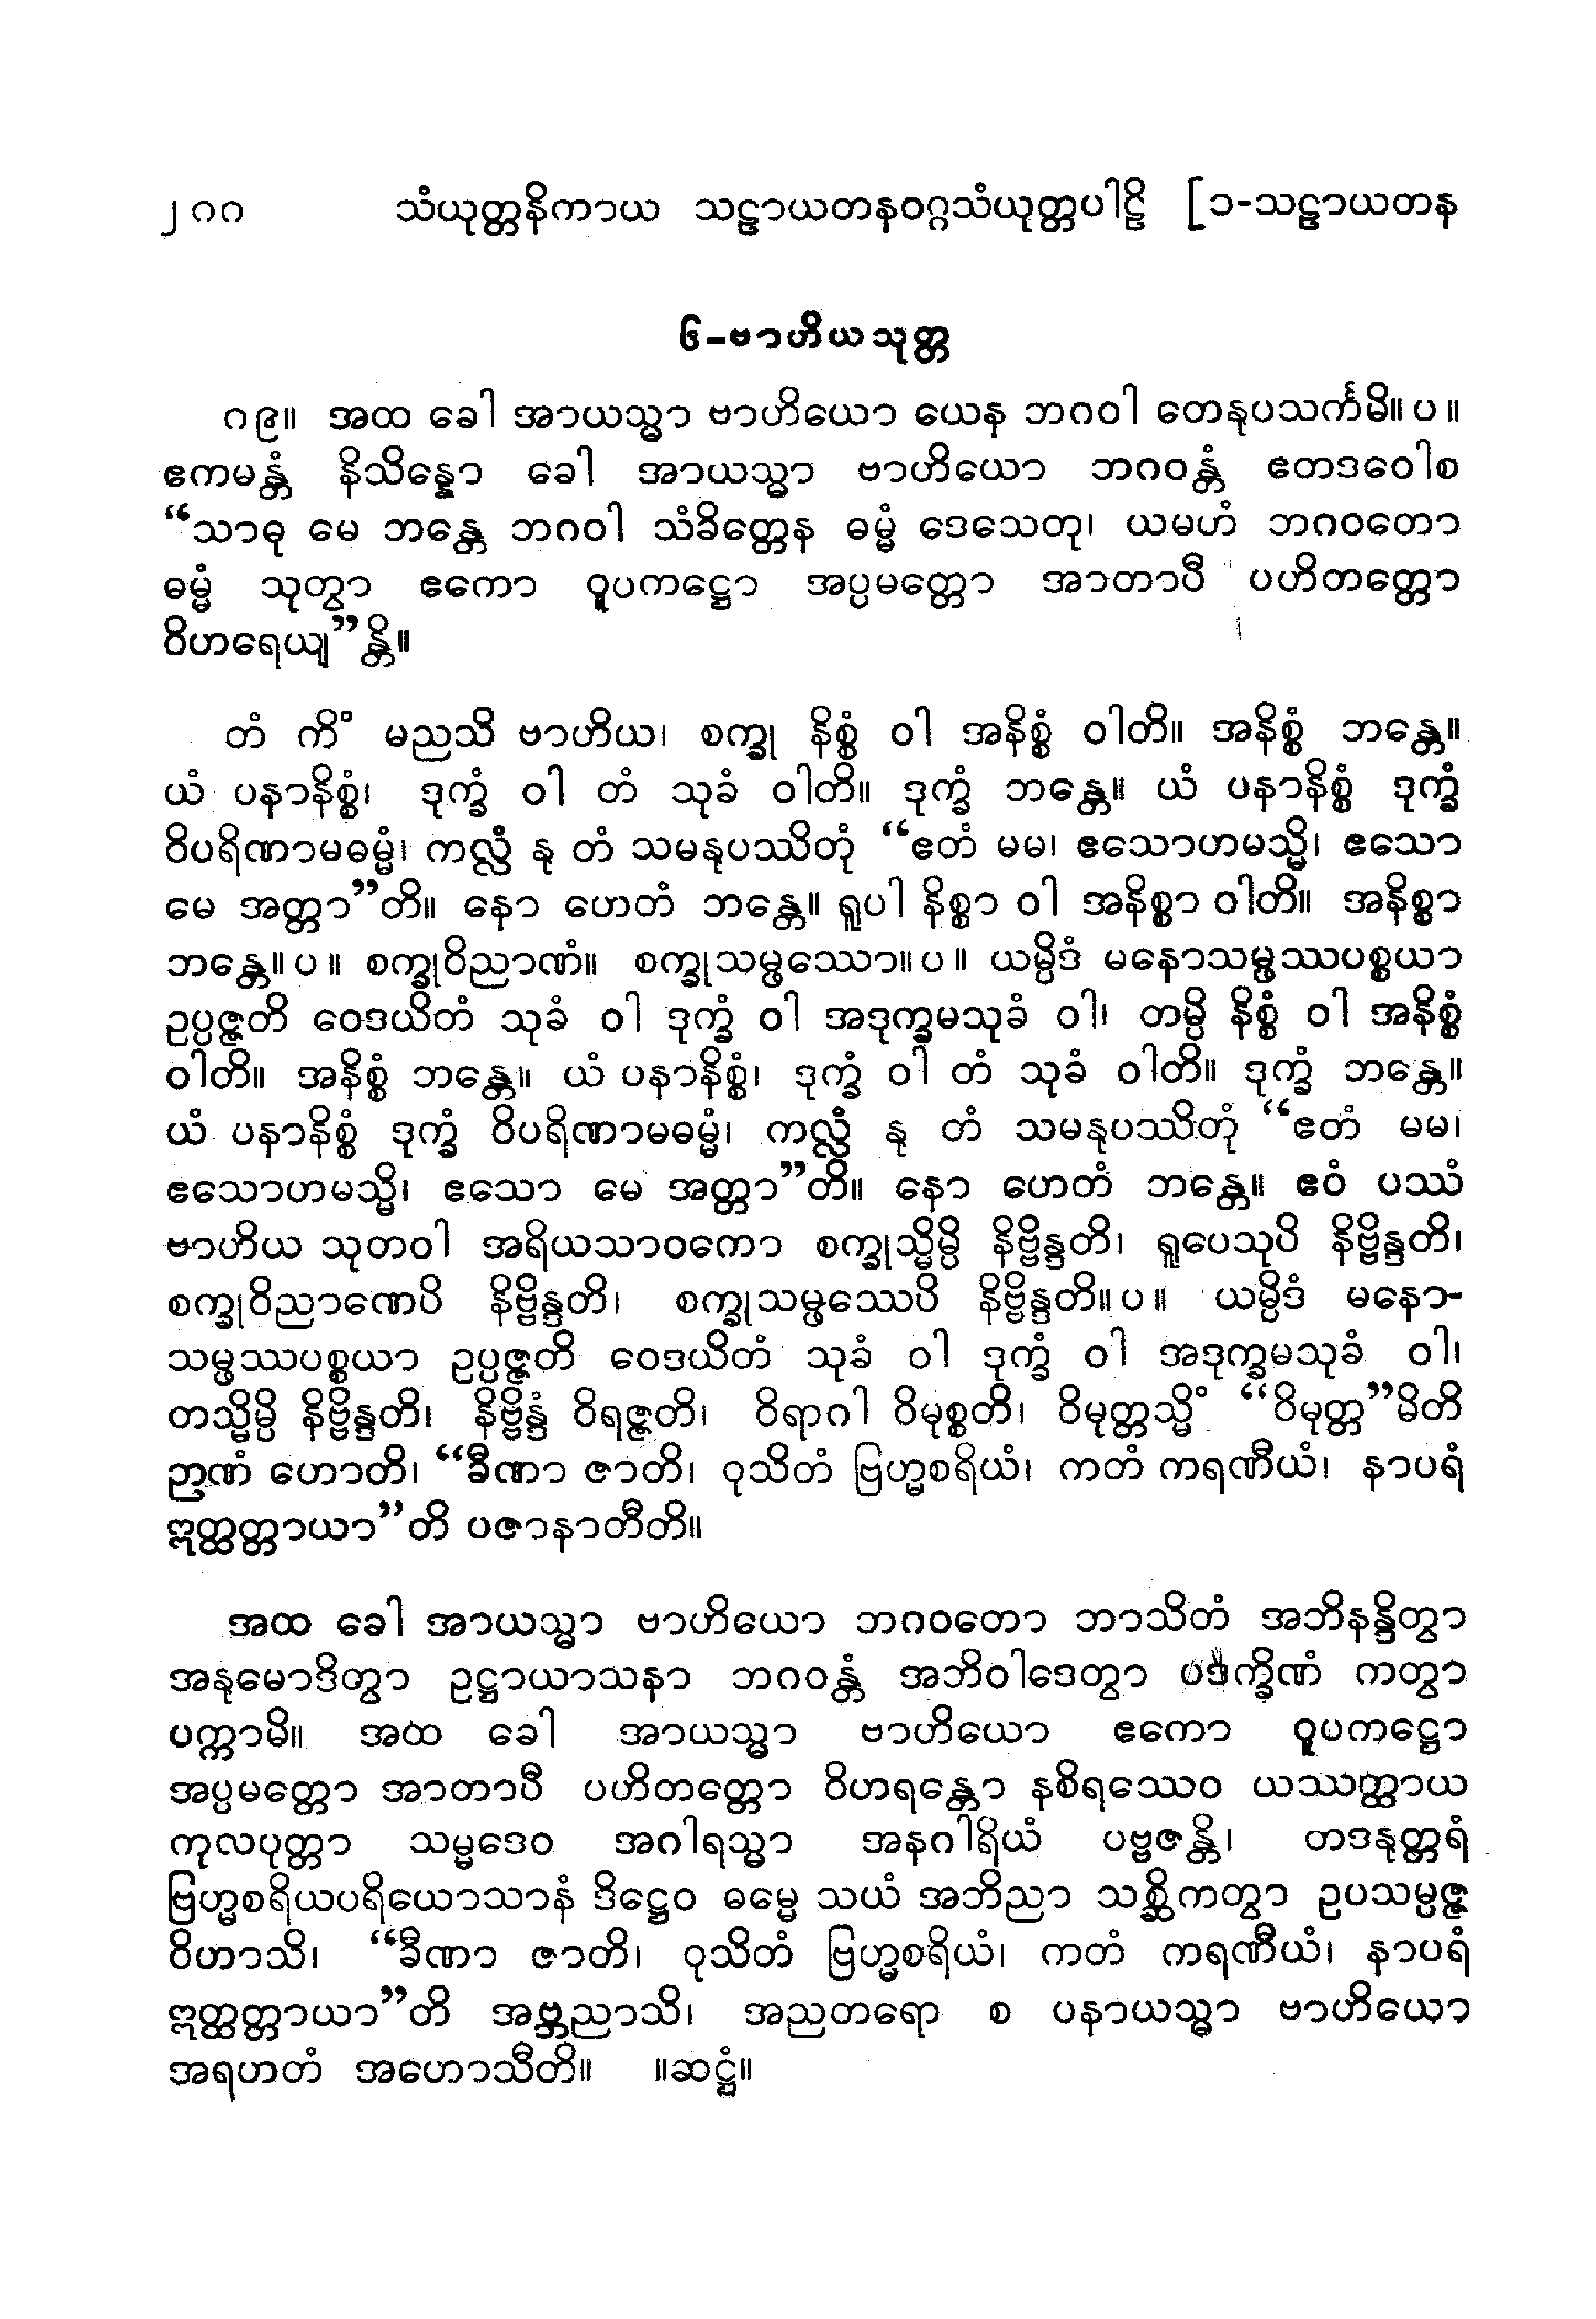 ၂၈၈ သံယုတ္တနိကာယ သဠာယတနဝဂ္ဂသံယုတ္တပါဠိ [၁-သဠာယတန
၆-ဗာဟိယသုတ္တ
၈၉။ အထ ခေါ အာယသ္မာ ဗာဟိယော ယေန ဘဂဝါ တေနုပသင်္ကမိ။ ပ ။
ဧကမန္တံ နိသိန္နော ခေါ အာယသ္မာ ဗာဟိယော ဘဂဝန္တံ ဧတဒဝေါစ
“သာဓု မေ ဘန္တေ ဘဂဝါ သံခိတ္တေန ဓမ္မံ ဒေသေတု၊ ယမဟံ ဘဂဝတော
ဓမ္မံ သုတွာ ဧကော ဝူပကဋ္ဌော အပ္ပမတ္တော အာတာပီ ပဟိတတ္တော
ဝိဟရေယျ”န္တိ။
တံ ကိံ မညသိ ဗာဟိယ၊ စက္ခု နိစ္စံ ဝါ အနိစ္စံ ဝါတိ။ အနိစ္စံ ဘန္တေ။
ယံ ပနာနိစ္စံ၊ ဒုက္ခံ ဝါ တံ သုခံ ဝါတိ။ ဒုက္ခံ ဘန္တေ။ ယံ ပနာနိစ္စံ ဒုက္ခံ
ဝိပရိဏာမဓမ္မံ၊ ကလ္လံ နု တံ သမနုပဿိတုံ “ဧတံ မမ၊ ဧသောဟမသ္မိ၊ ဧသော
မေ အတ္တာ”တိ။ နော ဟေတံ ဘန္တေ။ ရူပါ နိစ္စာ ဝါ အနိစ္စာ ဝါတိ။ အနိစ္စာ
ဘန္တေ။ ပ ။ စက္ခုဝိညာဏံ။ စက္ခုသမ္ဖဿော။ ပ ။ ယမ္ပိဒံ မနောသမ္ဖဿပစ္စယာ
ဥပ္ပဇ္ဇတိ ဝေဒယိတံ သုခံ ဝါ ဒုက္ခံ ဝါ အဒုက္ခမသုခံ ဝါ၊ တမ္ပိ နိစ္စံ ဝါ အနိစ္စံ
ဝါတိ။ အနိစ္စံ ဘန္တေ။ ယံ ပနာနိစ္စံ၊ ဒုက္ခံ ဝါ တံ သုခံ ဝါတိ။ ဒုက္ခံ ဘန္တေ။
ယံ ပနာနိစ္စံ ဒုက္ခံ ဝိပရိဏာမဓမ္မံ၊ ကလ္လံ နု တံ သမနုပဿိတုံ “ဧတံ မမ၊
ဧသောဟမသ္မိ၊ ဧသော မေ အတ္တာ”တိ။ နော ဟေတံ ဘန္တေ။ ဧဝံ ပဿံ
ဗာဟိယ သုတဝါ အရိယသာဝကော စက္ခုသ္မိမ္ပိ နိဗ္ဗိန္ဒတိ၊ ရူပေသုပိ နိဗ္ဗိန္ဒတိ၊
စက္ခုဝိညာဏေပိ နိဗ္ဗိန္ဒတိ၊ စက္ခုသမ္ဖဿေပိ နိဗ္ဗိန္ဒတိ။ ပ ။ ယမ္ပိဒံ မနော-
သမ္ဖဿပစ္စယာ ဥပ္ပဇ္ဇတိ ဝေဒယိတံ သုခံ ဝါ ဒုက္ခံ ဝါ အဒုက္ခမသုခံ ဝါ၊
တသ္မိမ္ပိ နိဗ္ဗိန္ဒတိ၊ နိဗ္ဗိန္ဒံ ဝိရဇ္ဇတိ၊ ဝိရာဂါ ဝိမုစ္စတိ၊ ဝိမုတ္တသ္မိံ “ဝိမုတ္တ”မိတိ
ဉာဏံ ဟောတိ၊ “ခီဏာ ဇာတိ၊ ဝုသိတံ ဗြဟ္မစရိယံ၊ ကတံ ကရဏီယံ၊ နာပရံ
ဣတ္ထတ္တာယာ”တိ ပဇာနာတီတိ။
အထ ခေါ အာယသ္မာ ဗာဟိယော ဘဂဝတော ဘာသိတံ အဘိနန္ဒိတွာ
အနုမောဒိတွာ ဥဋ္ဌာယာသနာ ဘဂဝန္တံ အဘိဝါဒေတွာ ပဒက္ခိဏံ ကတွာ
ပက္ကာမိ။ အထ ခေါ အာယသ္မာ ဗာဟိယော ဧကော ဝူပကဋ္ဌော
အပ္ပမတ္တော အာတာပီ ပဟိတတ္တော ဝိဟရန္တော နစိရဿေဝ ယဿတ္ထာယ
ကုလပုတ္တာ သမ္မဒေဝ အဂါရသ္မာ အနဂါရိယံ ပဗ္ဗဇန္တိ၊ တဒနုတ္တရံ
ဗြဟ္မစရိယပရိယောသာနံ ဒိဋ္ဌေဝ ဓမ္မေ သယံ အဘိညာ သစ္ဆိကတွာ ဥပသမ္ပဇ္ဇ
ဝိဟာသိ၊ “ခီဏာ ဇာတိ၊ ဝုသိတံ ဗြဟ္မစရိယံ၊ ကတံ ကရဏီယံ၊ နာပရံ
ဣတ္ထတ္တာယာ”တိ အဗ္ဘညာသိ၊ အညတရော စ ပနာယသ္မာ ဗာဟိယော
အရဟတံ အဟောသီတိ။ ။ဆဋ္ဌံ။